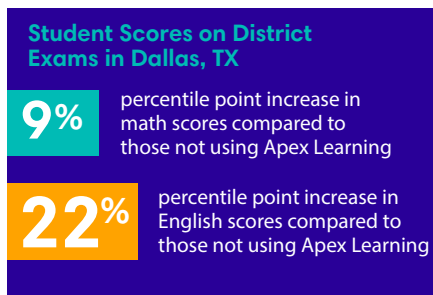 Student Scores on District
Exams in Dallas, TX
9%
percentile point increase in
math scores compared to
those not using Apex Learning
22%
percentile point increase in
English scores compared to
those not using Apex Learning